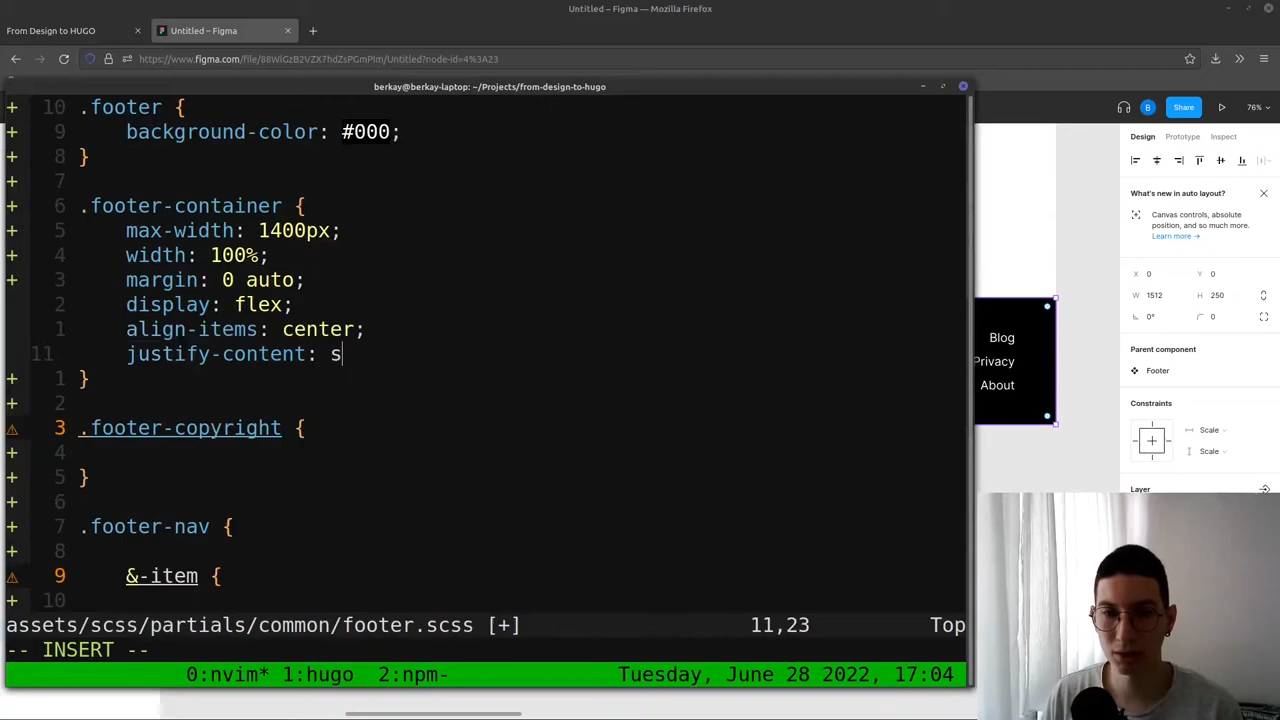 Untitled – Figma — Mozilla Firefox
From Design to HUGO
Untitled – Figma
https://www.figma.com/file/88WlGzB2VZX7hdZsPGmPIm/Untitled?node-id=4%3A23
berkay@berkay-laptop: ~/Projects/from-design-to-hugo
B
Share
76%
+ 10 .footer {
+ 9 background-color: #000;
+ 8 }
+ 7
+ 6 .footer-container {
+ 5 max-width: 1400px;
+ 4 width: 100%;
+ 3 margin: 0 auto;
2 display: flex;
1 align-items: center;
11 justify-content: s
+ 1 }
+ 2
3 .footer-copyright {
+ 4
+ 5 }
+ 6
+ 7 .footer-nav {
+ 8
9 &-item {
+ 10
assets/scss/partials/common/footer.scss [+] 11,23 Top
-- INSERT --
0:nvim* 1:hugo 2:npm- Tuesday, June 28 2022, 17:04
Blog
Privacy
About
Design Prototype Inspect
What's new in auto layout?
Canvas controls, absolute
position, and so much more.
Learn more →
X 0 Y 0
W 1512 H 250
0° 0
Parent component
Footer
Constraints
Scale
Scale
Layer